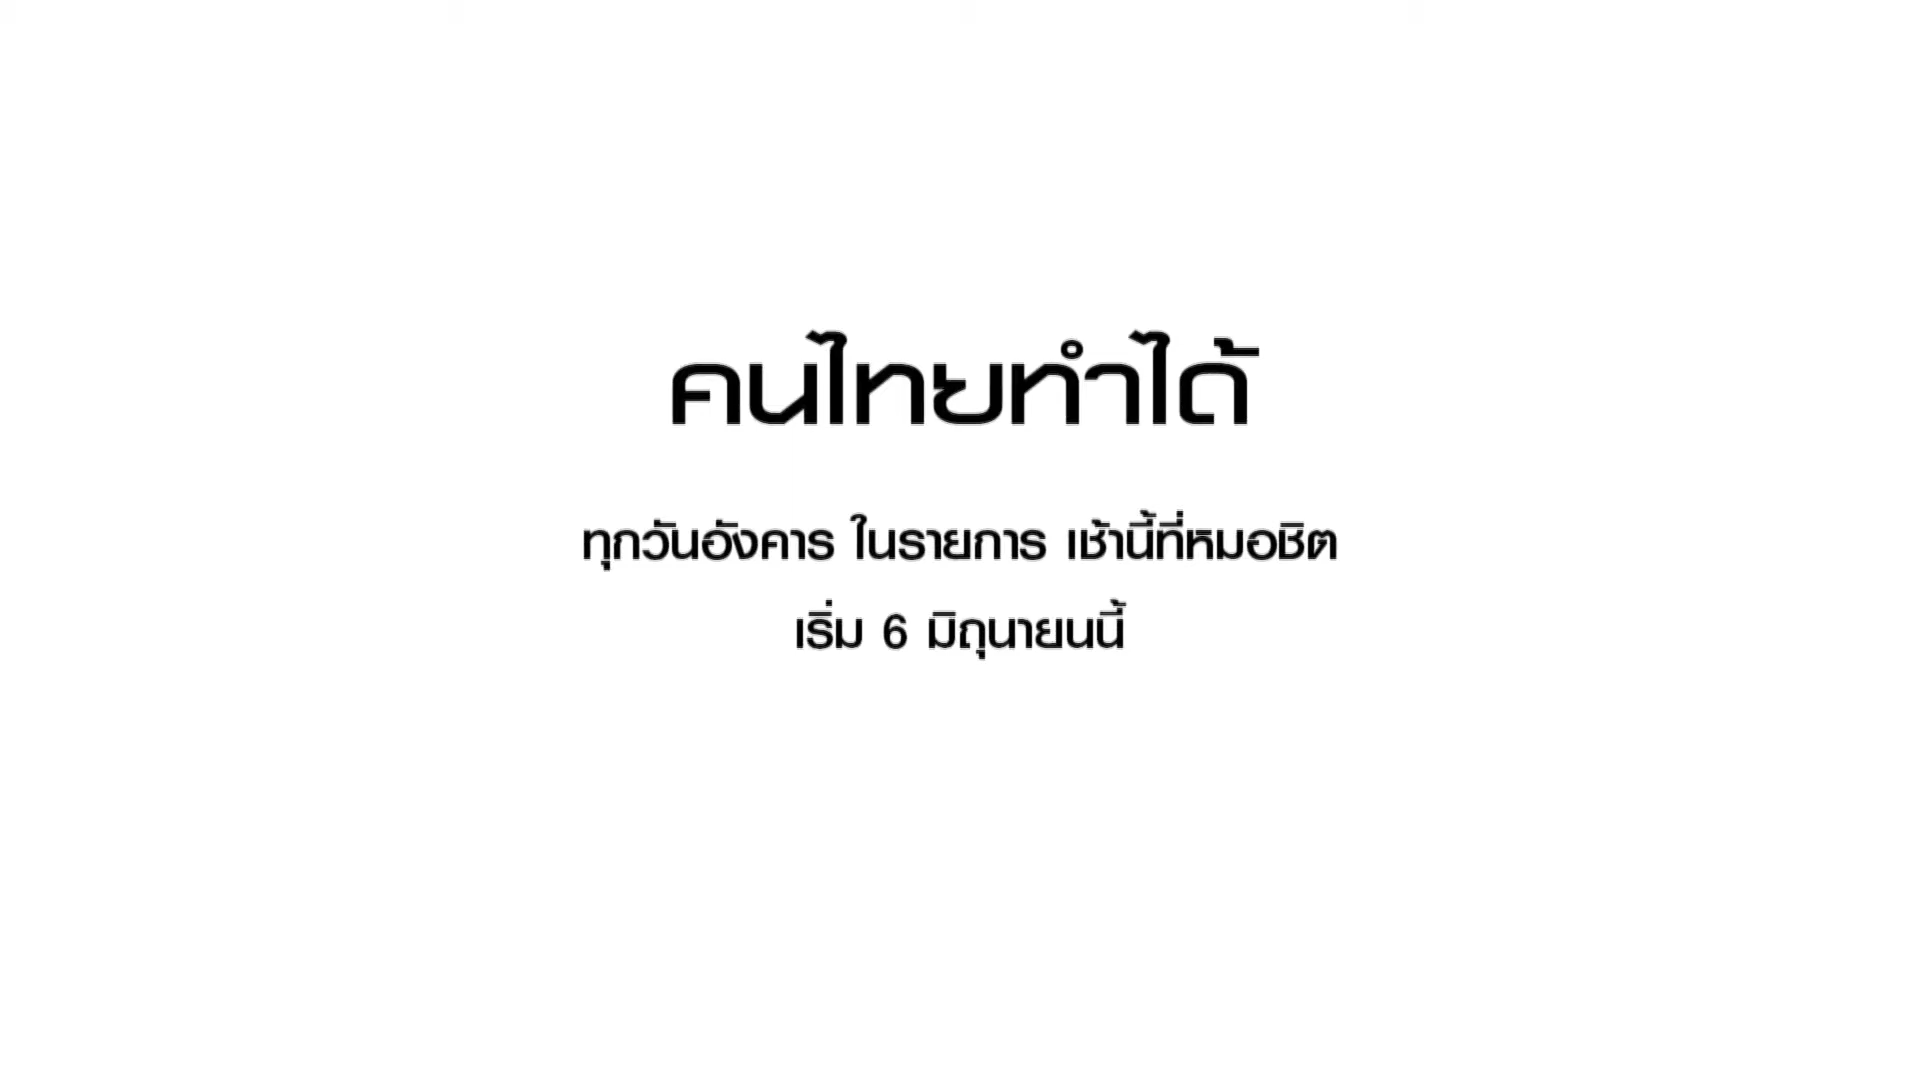 คนไทยทำได้
ทุกวันอังคาร ในรายการ เช้านี้ที่หมอชิต
เริ่ม 6 มิถุนายนนี้